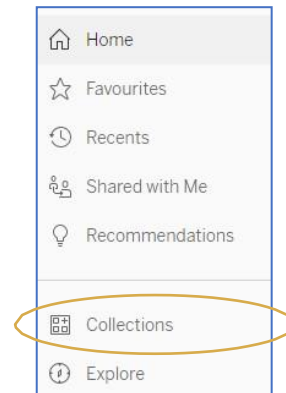 Home
Favourites
Recents
Shared with Me
Recommendations
Collections
Explore